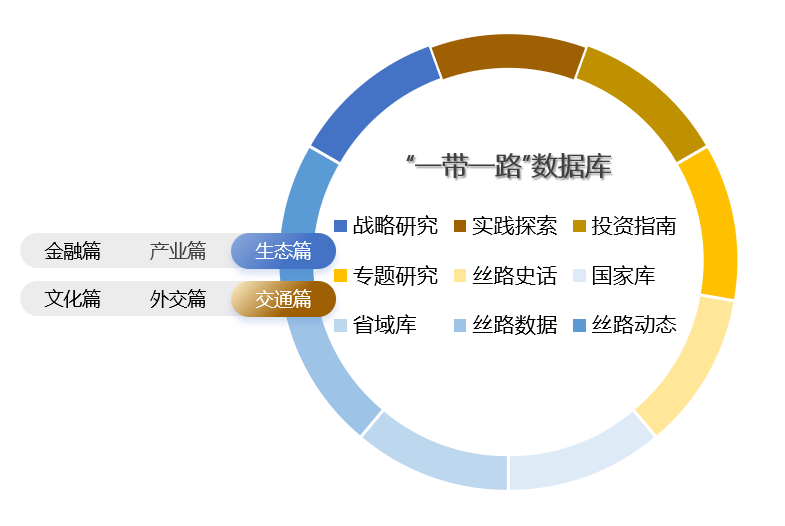 “一带一路”数据库
战略研究 实践探索 投资指南
金融篇 产业篇 生态篇
专题研究 丝路史话 国家库
文化篇 外交篇 交通篇
省域库 丝路数据 丝路动态